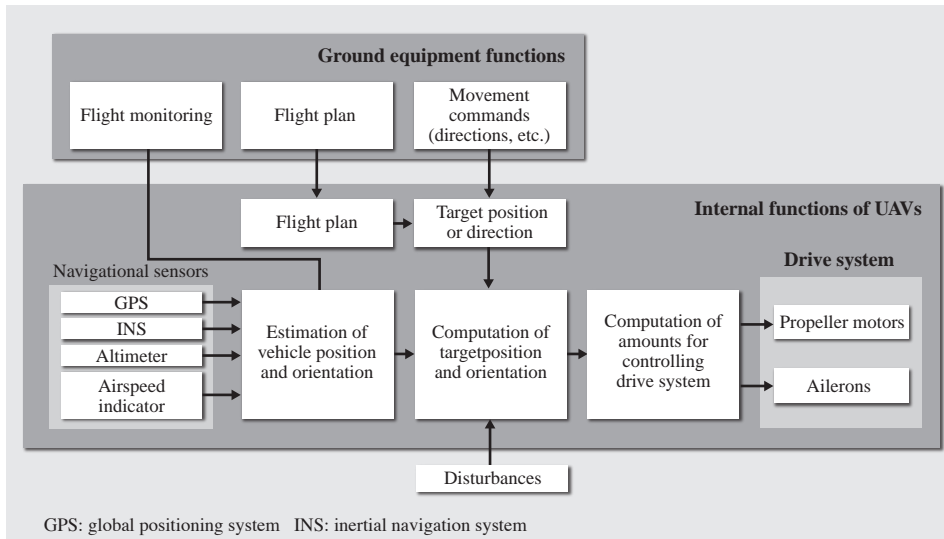 Ground equipment functions
Flight monitoring
Flight plan
Movement
commands
(directions, etc.)
Internal functions of UAVs
Flight plan
Target position
or direction
Navigational sensors
GPS
INS
Altimeter
Airspeed
indicator
Estimation of
vehicle position
and orientation
Computation of
targetposition
and orientation
Computation of
amounts for
controlling
drive system
Drive system
Propeller motors
Ailerons
Disturbances
GPS: global positioning system INS: inertial navigation system